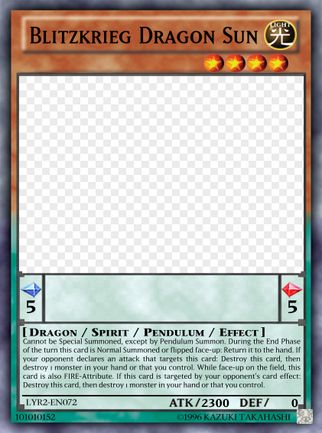 Blitzkrieg Dragon Sun
LIGHT
光
5
5
[ Dragon / Spirit / Pendulum / Effect ]
Cannot be Special Summoned, except by Pendulum Summon. During the End Phase
of the turn this card is Normal Summoned or flipped face-up: Return it to the hand. If
your opponent declares an attack that targets this card: Destroy this card, then
destroy 1 monster in your hand or that you control. While face-up on the field, this
card is also FIRE-Attribute. If this card is targeted by your opponent's card effect:
Destroy this card, then destroy 1 monster in your hand or that you control.
LYR2-EN072
ATK/2300 DEF/ 0
101010152
©1996 KAZUKI TAKAHASHI